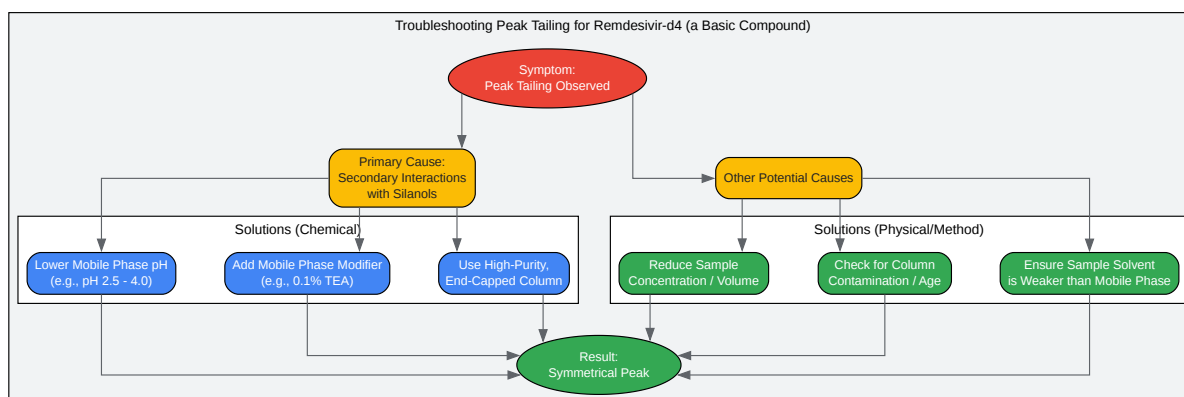 Troubleshooting Peak Tailing for Remdesivir-d4 (a Basic Compound)
Symptom:
Peak Tailing Observed
Primary Cause:
Secondary Interactions
with Silanols
Other Potential Causes
Solutions (Chemical)
Lower Mobile Phase pH
(e.g., pH 2.5 - 4.0)
Add Mobile Phase Modifier
(e.g., 0.1% TEA)
Use High-Purity,
End-Capped Column
Solutions (Physical/Method)
Reduce Sample
Concentration / Volume
Check for Column
Contamination / Age
Ensure Sample Solvent
is Weaker than Mobile Phase
Result:
Symmetrical Peak